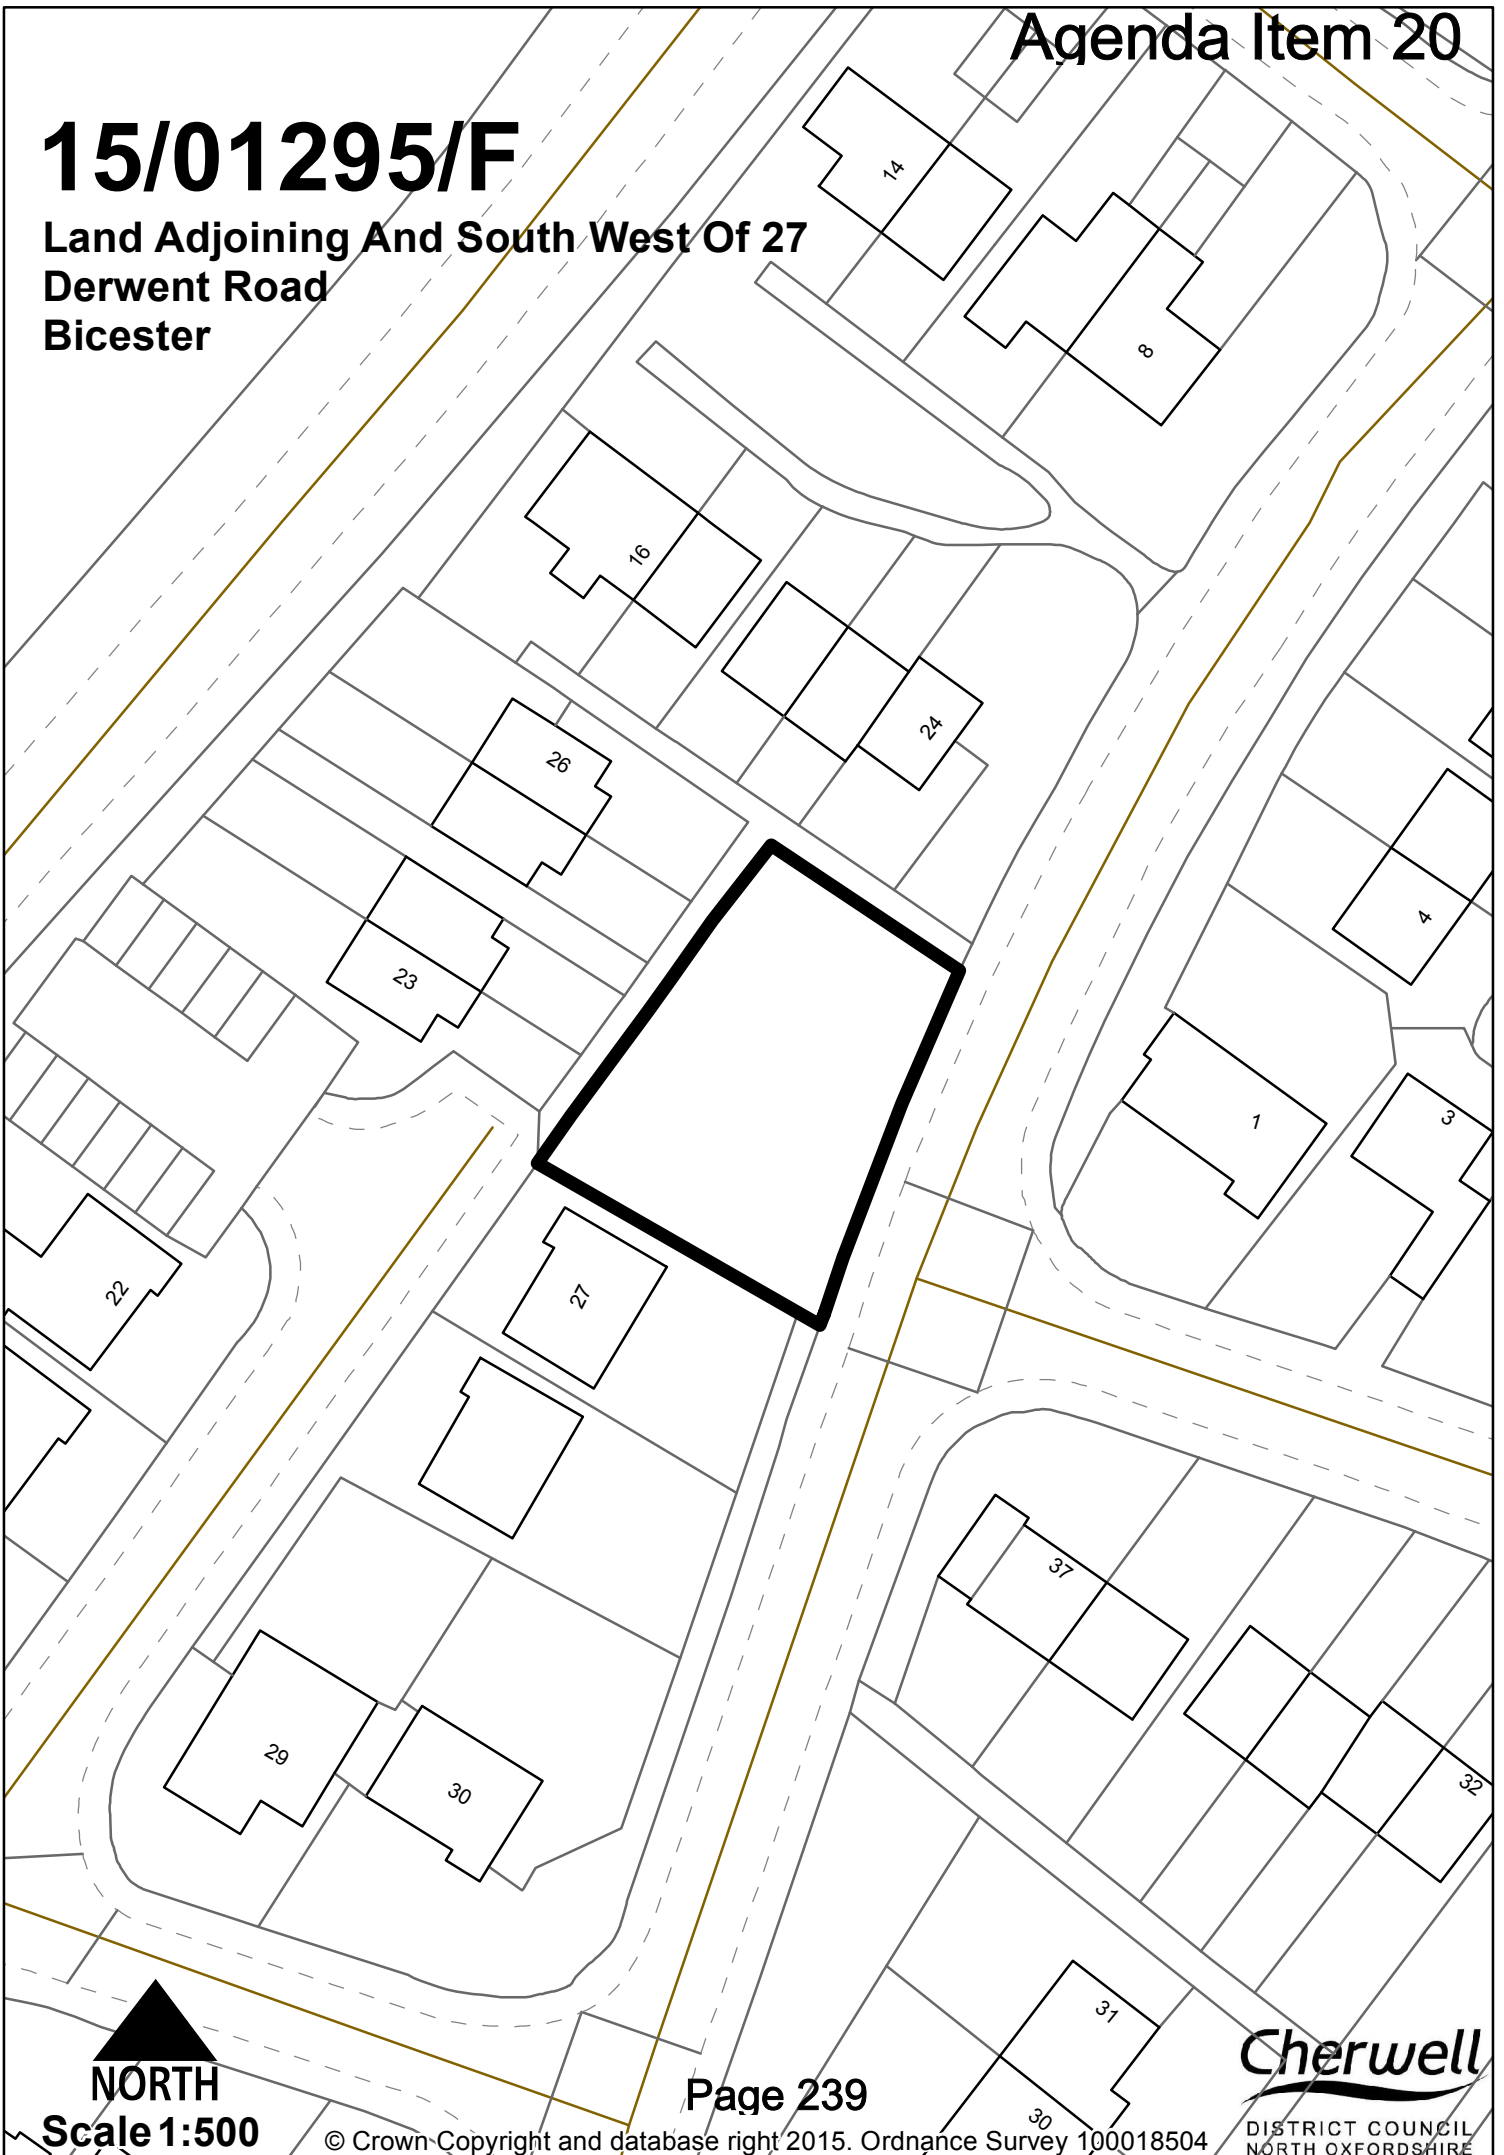 Agenda Item 20
15/01295/F
Land Adjoining And South West Of 27
Derwent Road
Bicester
14
8
16
24
26
23
4
1
3
22
27
37
29
30
32
31
30
NORTH
Scale 1:500
Page 239
© Crown Copyright and database right 2015. Ordnance Survey 100018504
Cherwell
DISTRICT COUNCIL
NORTH OXFORDSHIRE